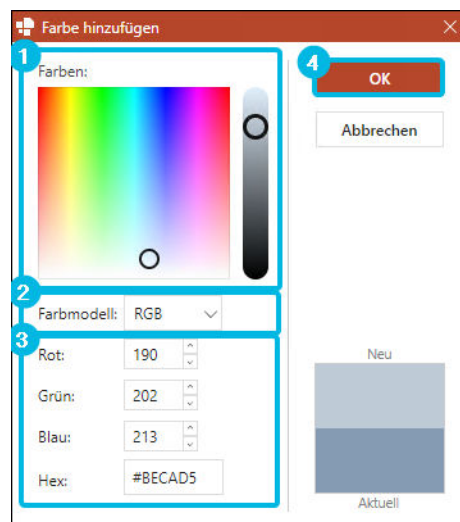 Farbe hinzufügen
1
Farben:
4
OK
Abbrechen
2
Farbmodell: RGB
3
Rot: 190
Grün: 202
Blau: 213
Hex: #BECAD5
Neu
Aktuell